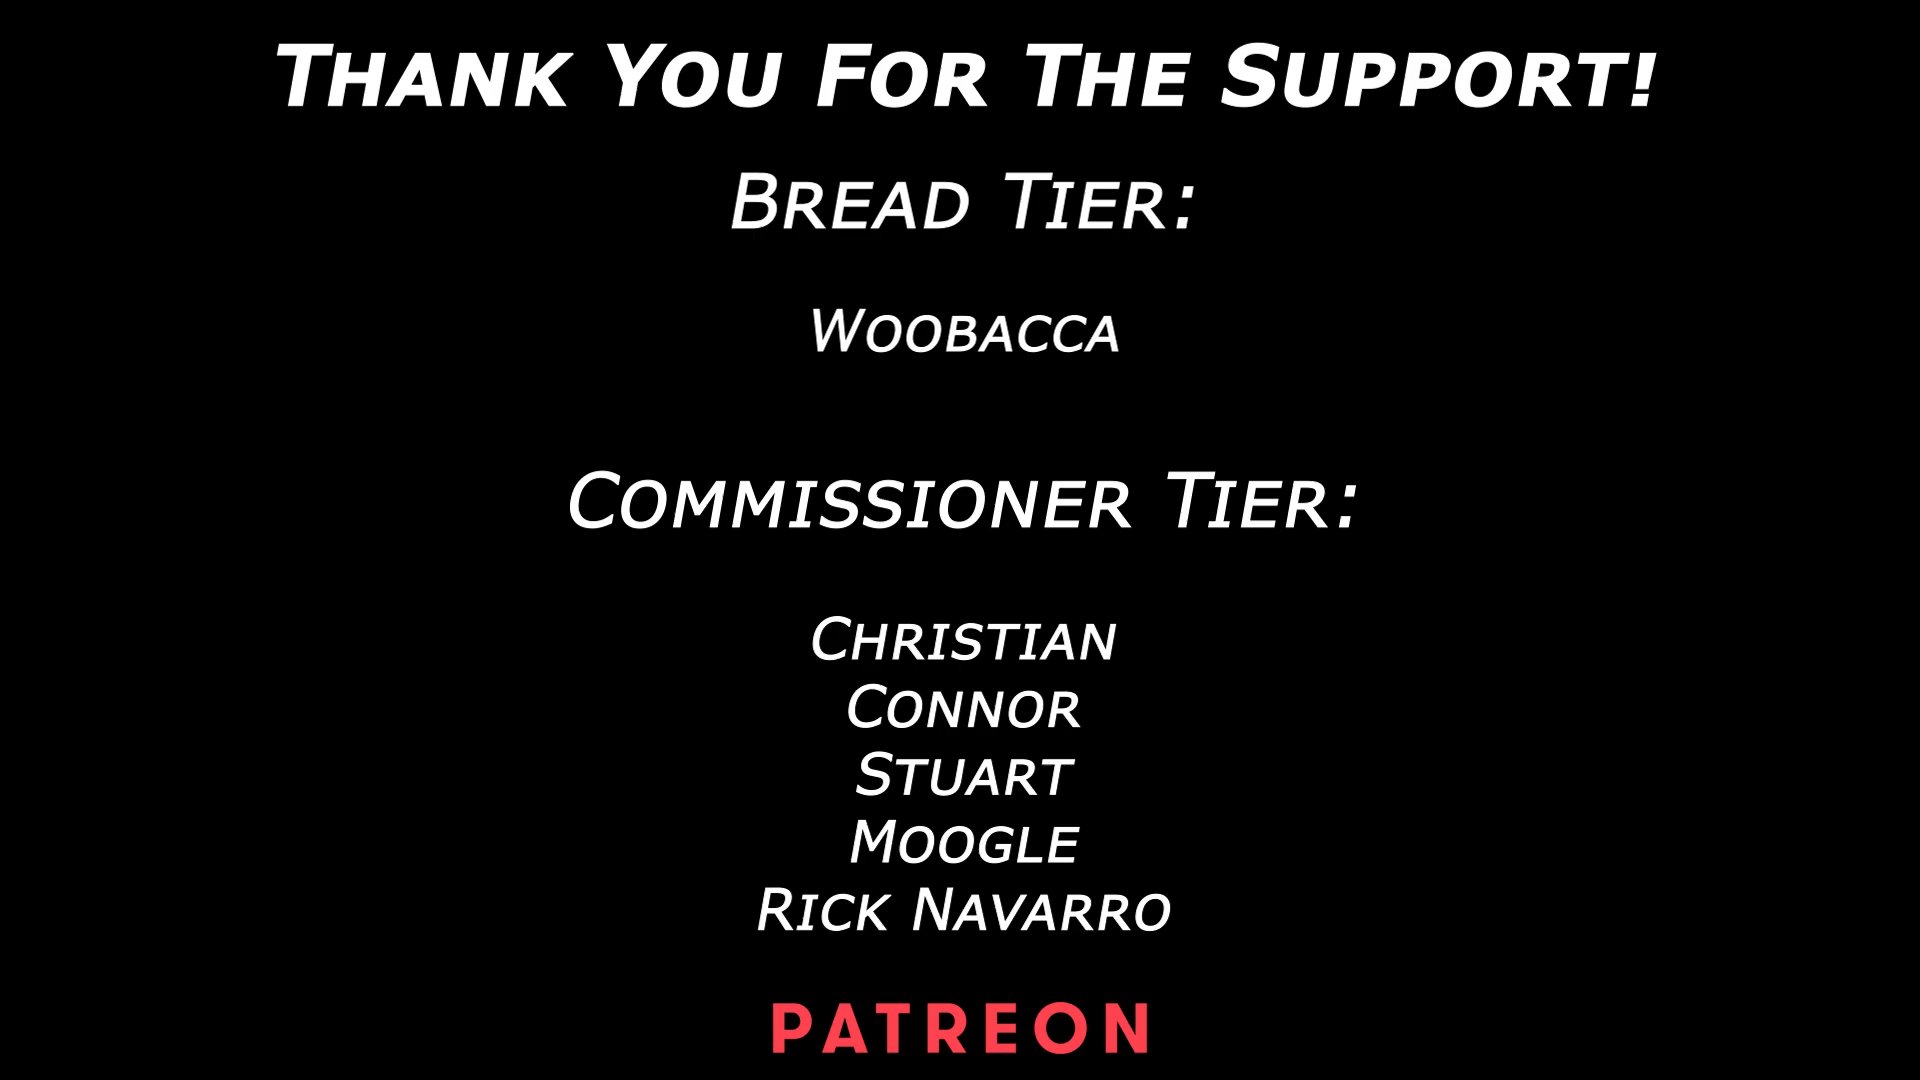 Thank You For The Support!
Bread Tier:
Woobacca
Commissioner Tier:
Christian
Connor
Stuart
Moogle
Rick Navarro
PATREON